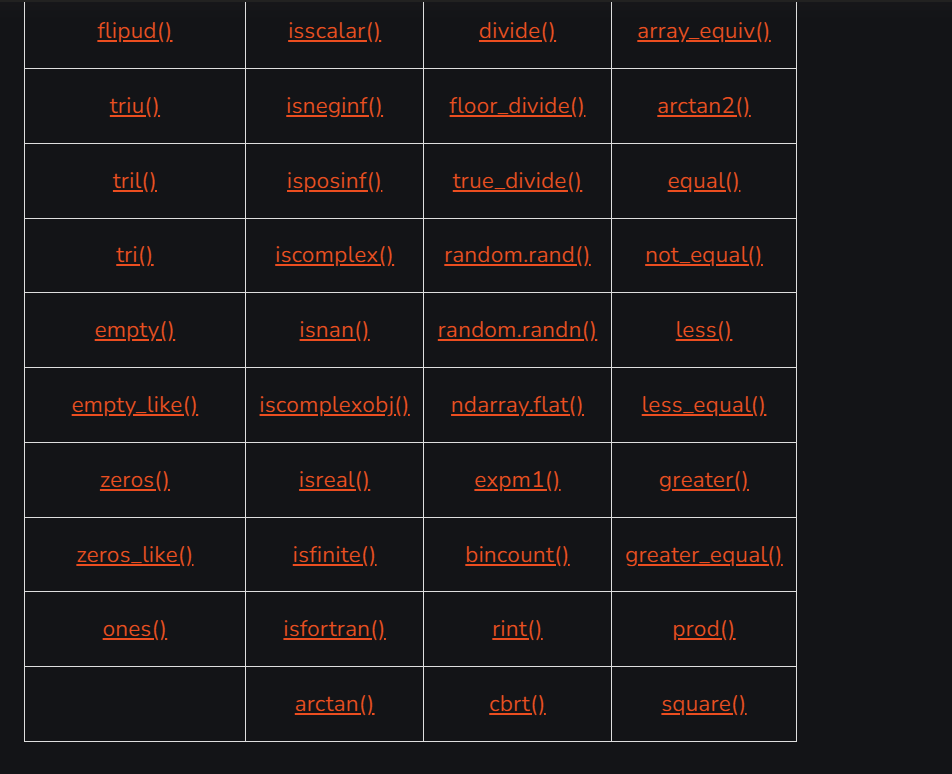 flipud() isscalar() divide() array_equiv()
triu() isneginf() floor_divide() arctan2()
tril() isposinf() true_divide() equal()
tri() iscomplex() random.rand() not_equal()
empty() isnan() random.randn() less()
empty_like() iscomplexobj() ndarray.flat() less_equal()
zeros() isreal() expm1() greater()
zeros_like() isfinite() bincount() greater_equal()
ones() isfortran() rint() prod()
arctan() cbrt() square()